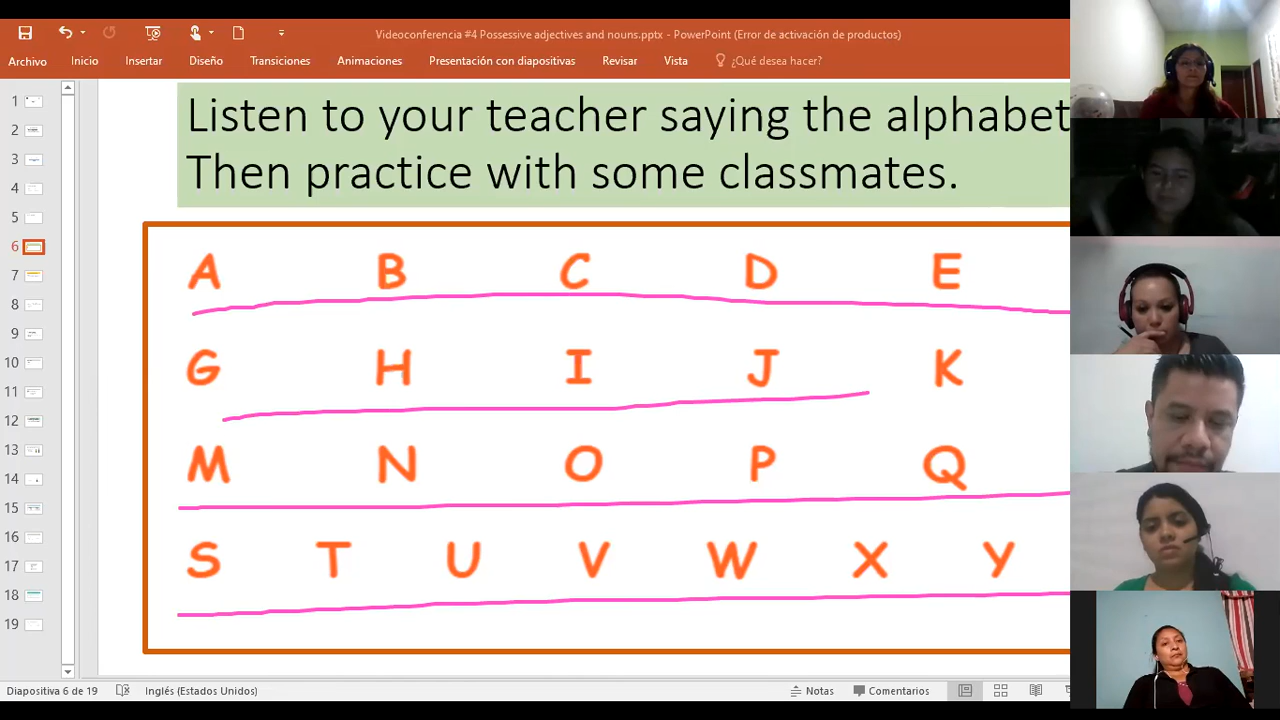 Videoconferencia #4 Possessive adjectives and nouns.pptx - PowerPoint (Error de activación de productos)
Archivo Inicio Insertar Diseño Transiciones Animaciones Presentación con diapositivas Revisar Vista ¿Qué desea hacer?
Listen to your teacher saying the alphabet
Then practice with some classmates.
A B C D E
G H I J K
M N O P Q
S T U V W X Y
1
2
3
4
5
6
7
8
9
10
11
12
13
14
15
16
17
18
19
Diapositiva 6 de 19 Inglés (Estados Unidos) Notas Comentarios